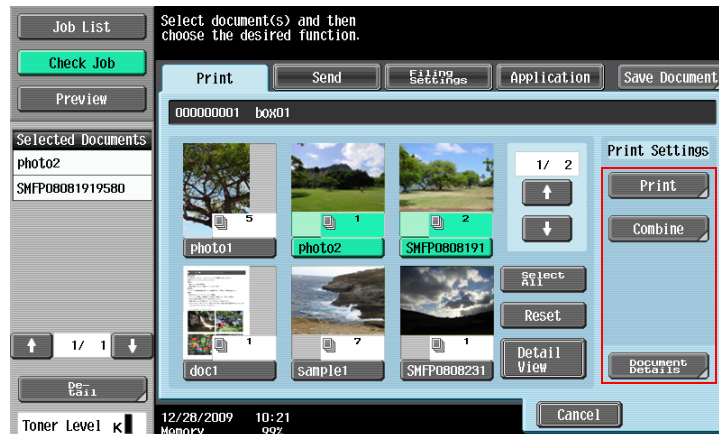 Job List
Check Job
Preview
Selected Documents
photo2
SMFP08081919580
1/ 1
De-
tail
Toner Level K
Select document(s) and then
choose the desired function.
Print
Send
Filing
Settings
Application
Save Document
000000001 box01
5
photo1
1
photo2
2
SMFP0808191
1
doc1
7
sample1
1
SMFP0808231
1/ 2
Select
All
Reset
Detail
View
Print Settings
Print
Combine
Document
Details
Cancel
12/28/2009 10:21
Memory 99%